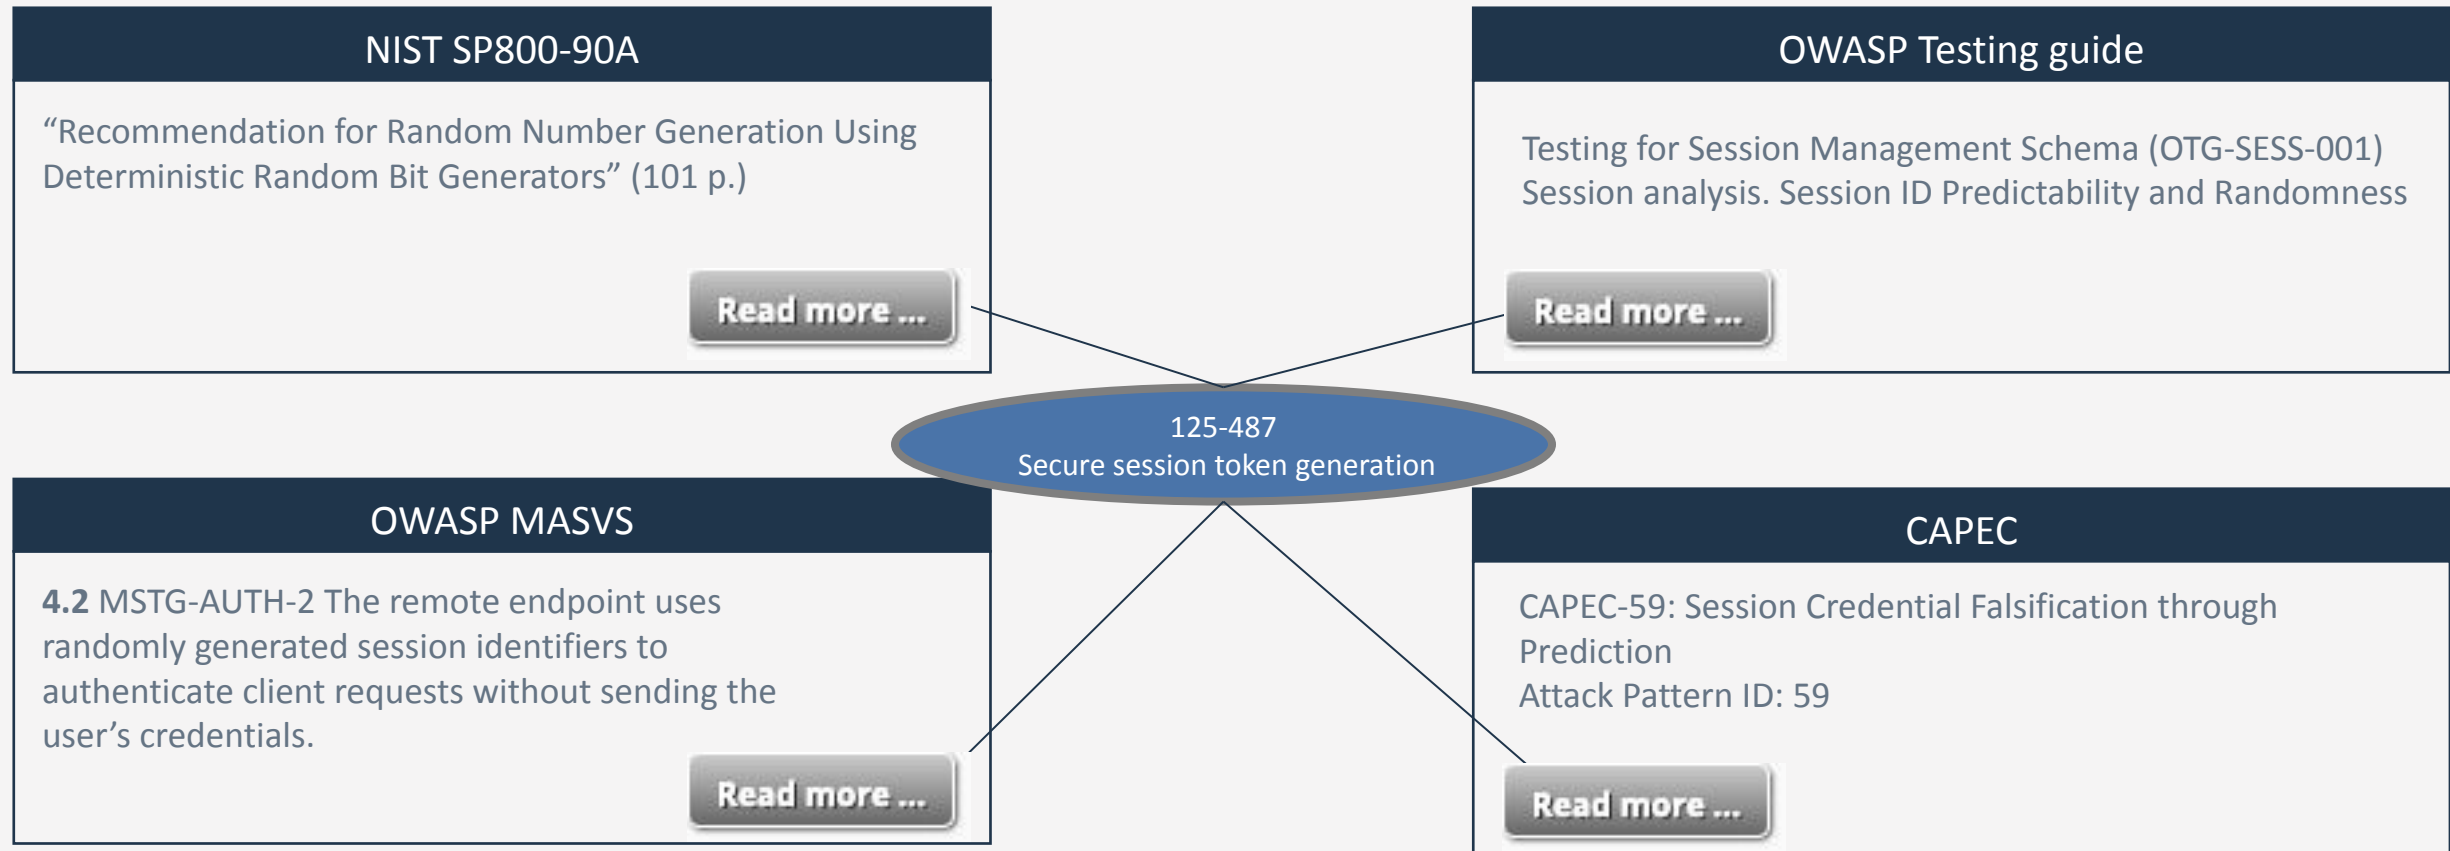 NIST SP800-90A
“Recommendation for Random Number Generation Using
Deterministic Random Bit Generators” (101 p.)
Read more ...
OWASP Testing guide
Testing for Session Management Schema (OTG-SESS-001)
Session analysis. Session ID Predictability and Randomness
Read more ...
125-487
Secure session token generation
OWASP MASVS
4.2 MSTG-AUTH-2 The remote endpoint uses
randomly generated session identifiers to
authenticate client requests without sending the
user’s credentials.
Read more ...
CAPEC
CAPEC-59: Session Credential Falsification through
Prediction
Attack Pattern ID: 59
Read more ...